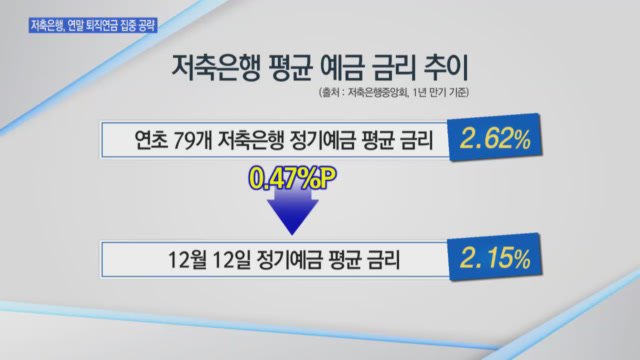 저축은행, 연말 퇴직연금 집중 공략
저축은행 평균 예금 금리 추이
(출처 : 저축은행중앙회, 1년 만기 기준)
연초 79개 저축은행 정기예금 평균 금리 2.62%
0.47%P
12월 12일 정기예금 평균 금리 2.15%